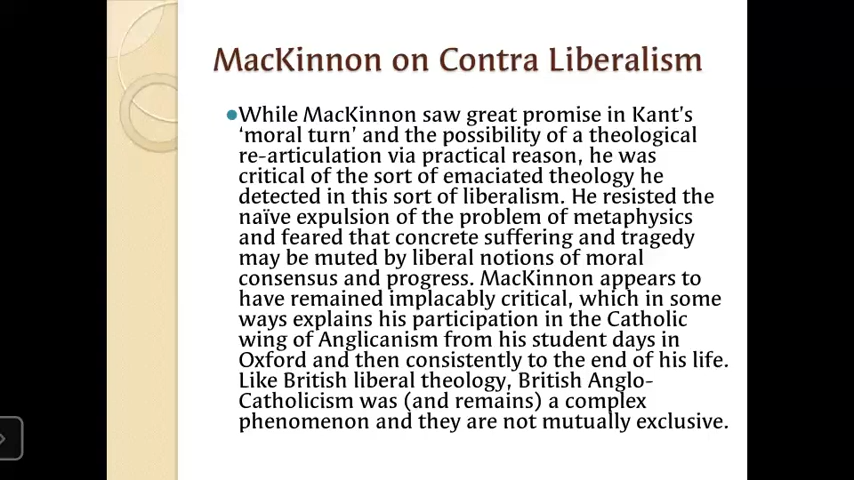 MacKinnon on Contra Liberalism
While MacKinnon saw great promise in Kant's
'moral turn' and the possibility of a theological
re-articulation via practical reason, he was
critical of the sort of emaciated theology he
detected in this sort of liberalism. He resisted the
naïve expulsion of the problem of metaphysics
and feared that concrete suffering and tragedy
may be muted by liberal notions of moral
consensus and progress. MacKinnon appears to
have remained implacably critical, which in some
ways explains his participation in the Catholic
wing of Anglicanism from his student days in
Oxford and then consistently to the end of his life.
Like British liberal theology, British Anglo-
Catholicism was (and remains) a complex
phenomenon and they are not mutually exclusive.